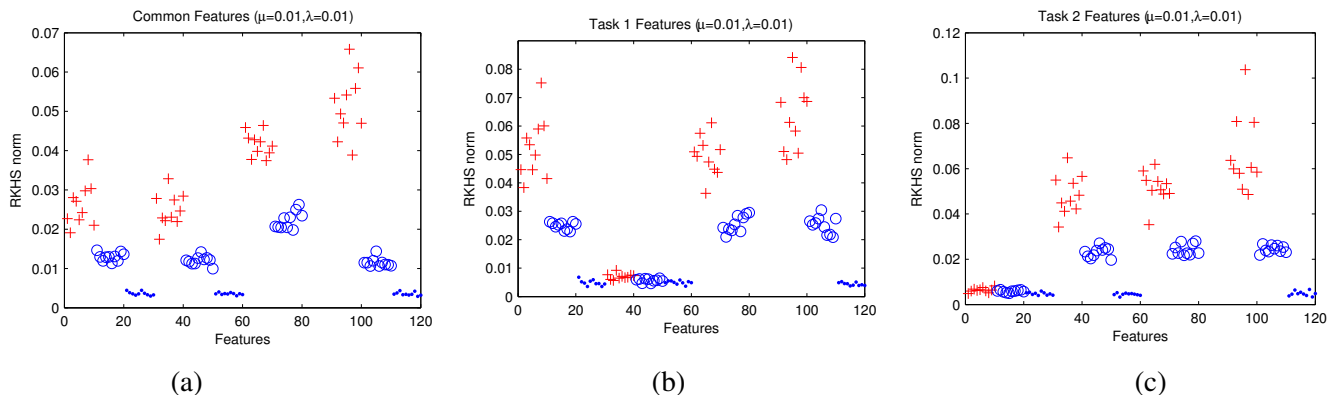 Common Features (μ=0.01,λ=0.01)
0.07
0.06
0.05
0.04
0.03
0.02
0.01
0
RKHS norm
0 20 40 60 80 100 120
Features
(a)
Task 1 Features (μ=0.01,λ=0.01)
0.09
0.08
0.07
0.06
0.05
0.04
0.03
0.02
0.01
0
RKHS norm
0 20 40 60 80 100 120
Features
(b)
Task 2 Features (μ=0.01,λ=0.01)
0.12
0.1
0.08
0.06
0.04
0.02
0
RKHS norm
0 20 40 60 80 100 120
Features
(c)